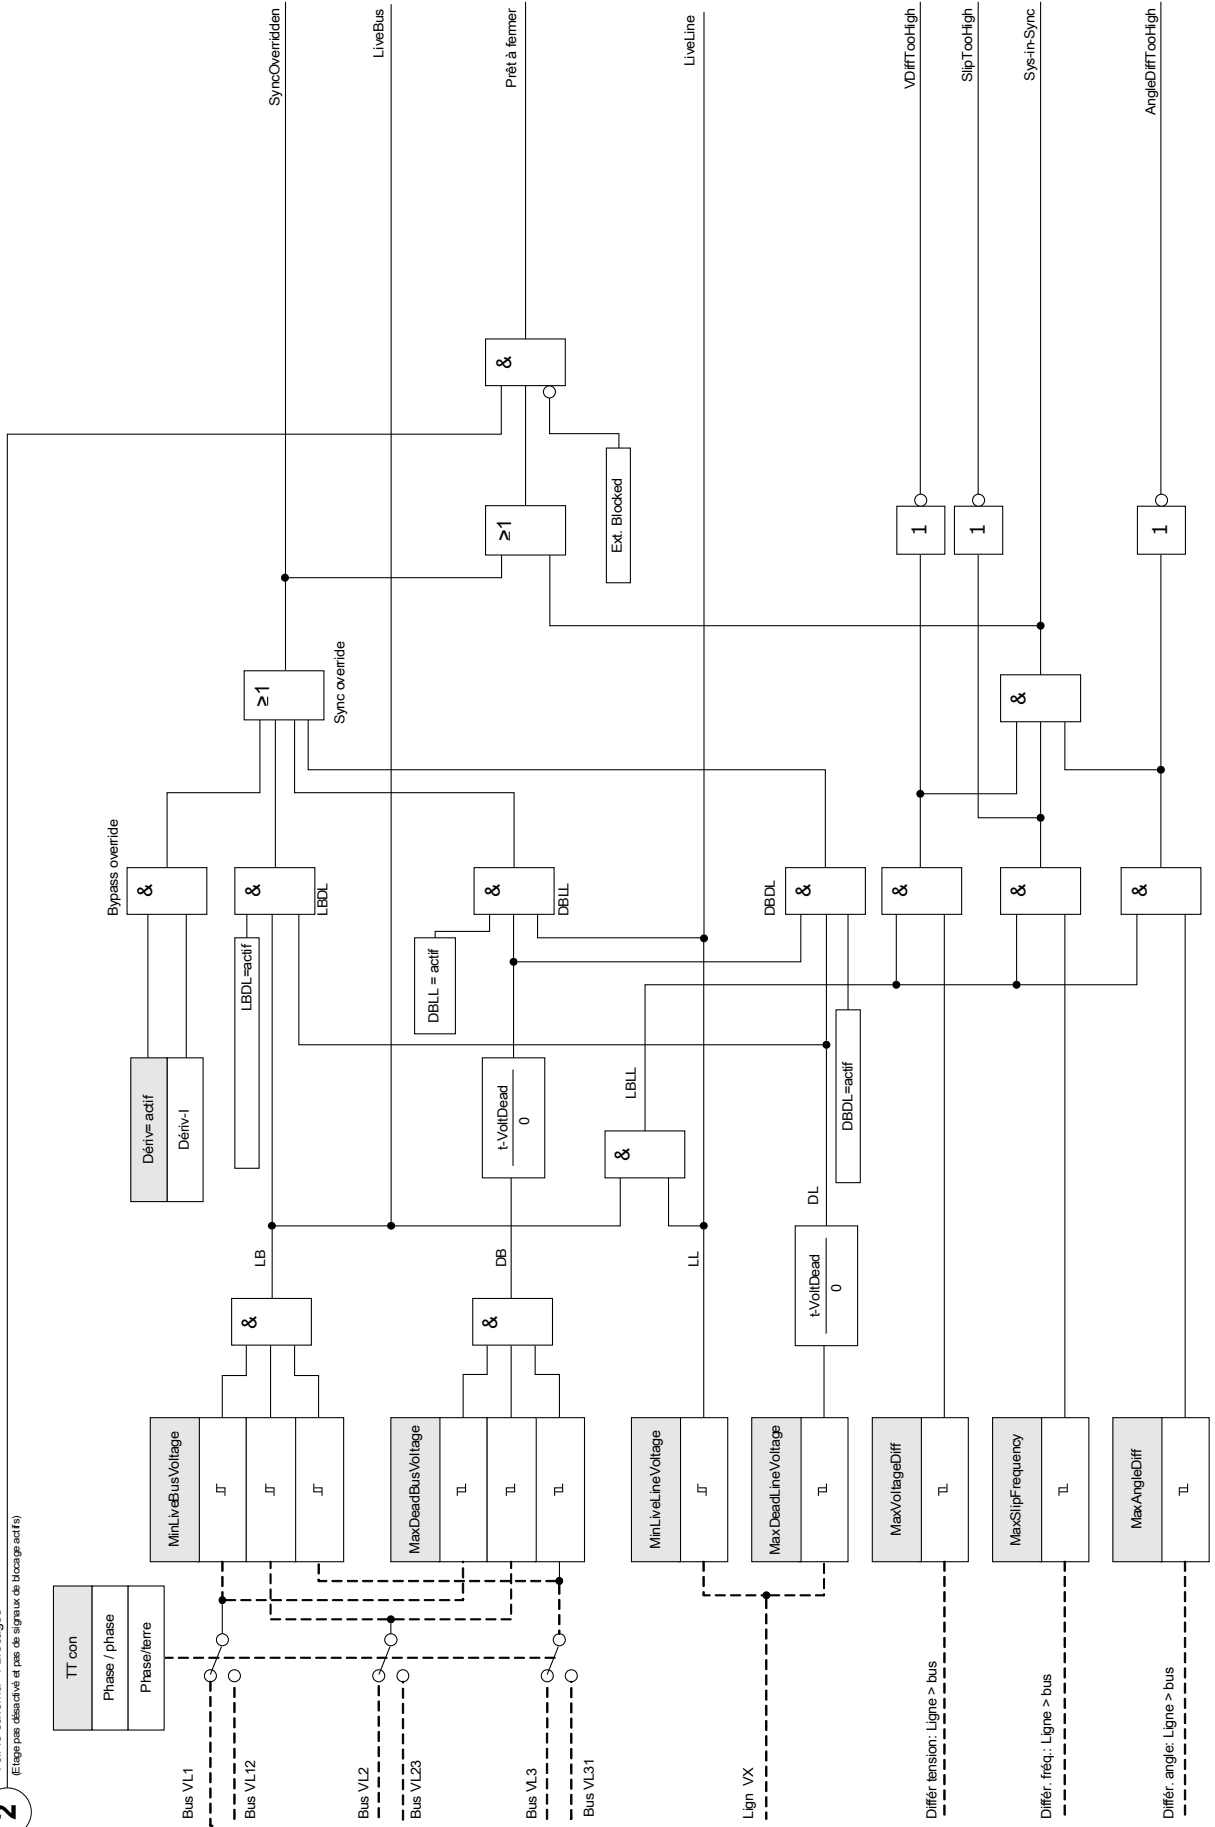 2
(Etage pas désactivé et pas de signaux de blocage actifs)
TT con
Phase / phase
Phase/terre
Bus VL1
Bus VL12
Bus VL2
Bus VL23
Bus VL3
Bus VL31
Lign VX
Différ tension: Ligne > bus
Différ. fréq.: Ligne > bus
Différ. angle: Ligne > bus
MinLiveBusVoltage
MaxDeadBusVoltage
MinLiveLineVoltage
MaxDeadLineVoltage
MaxVoltageDiff
MaxSlipFrequency
MaxAngleDiff
&
LB
&
DB
LL
t-VoltDead
0
DL
Dériv= actif
Dériv-I
LBDL=actif
t-VoltDead
0
&
LBLL
DBDL=actif
DBLL = actif
Bypass override
&
&
LBDL
&
DBLL
DBDL
&
&
&
&
≥1
Sync override
&
≥1
Ext. Blocked
1
1
1
&
SyncOverridden
LiveBus
Prêt à fermer
LiveLine
VDiffTooHigh
SlipTooHigh
Sys-in-Sync
AngleDiffTooHigh